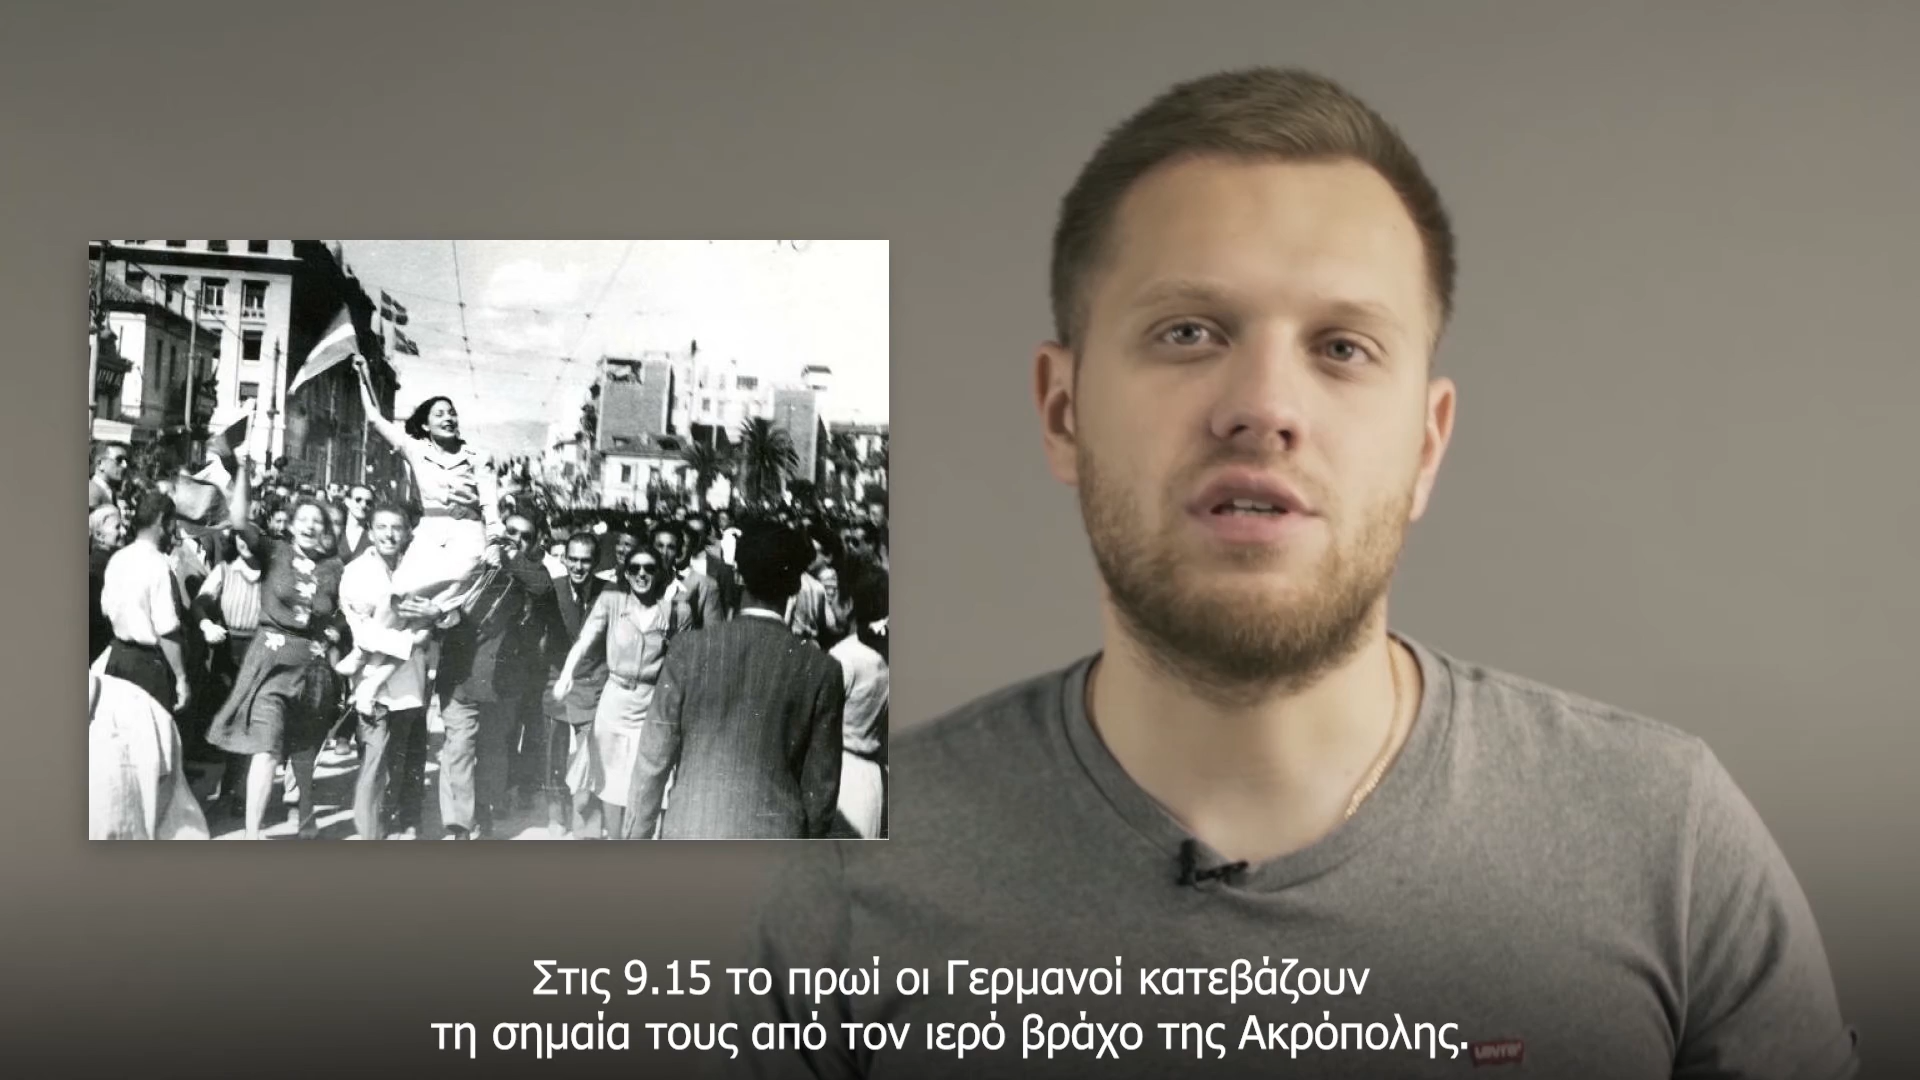 Στις 9.15 το πρωί οι Γερμανοί κατεβάζουν
τη σημαία τους από τον ιερό βράχο της Ακρόπολης.